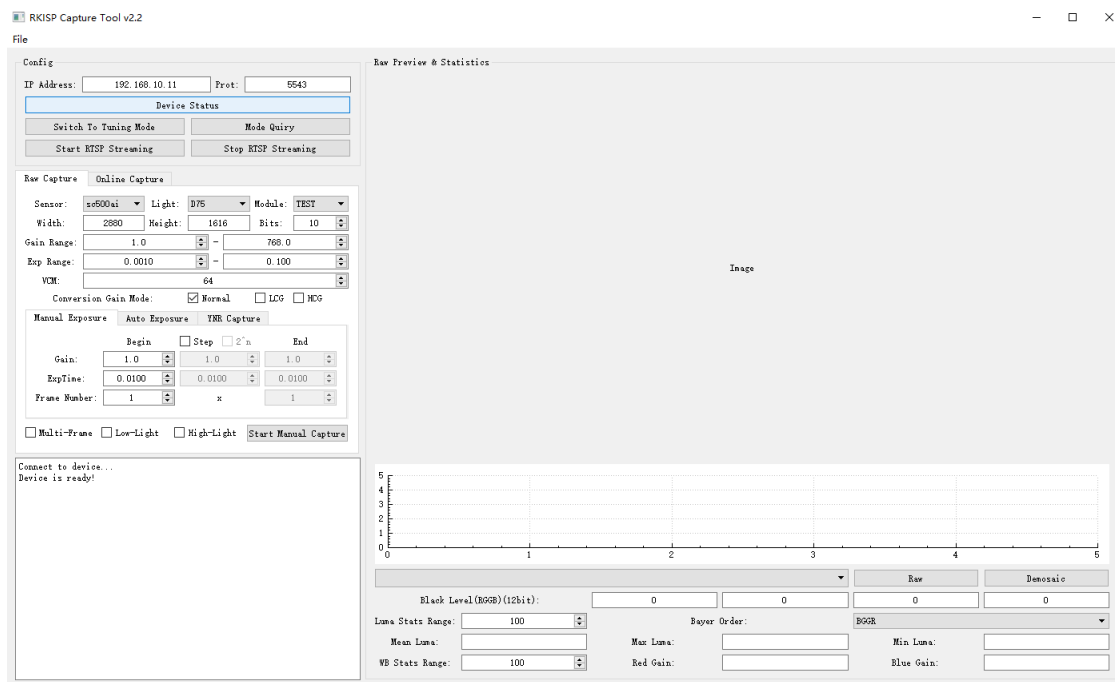 RKISP Capture Tool v2.2
File
Config
IP Address: 192.168.10.11 Prot: 5543
Device Status
Switch To Tuning Mode Mode Quiry
Start RTSP Streaming Stop RTSP Streaming
Raw Capture Online Capture
Sensor: sc500ai Light: D75 Module: TEST
Width: 2880 Height: 1616 Bits: 10
Gain Range: 1.0 - 768.0
Exp Range: 0.0010 - 0.100
VCM: 64
Conversion Gain Mode: Normal LCG HCG
Manual Exposure Auto Exposure YNR Capture
Begin Step 2^n End
Gain: 1.0 1.0 1.0
ExpTime: 0.0100 0.0100 0.0100
Frame Number: 1 x 1
Multi-Frame Low-Light High-Light Start Manual Capture
Connect to device...
Device is ready!
Raw Preview & Statistics
Image
5
4
3
2
1
0
0 1 2 3 4 5
Raw Demosaic
Black Level(RGGB)(12bit): 0 0 0 0
Luma Stats Range: 100 Bayer Order: BGGR
Mean Luma: Max Luma: Min Luma:
WB Stats Range: 100 Red Gain: Blue Gain: